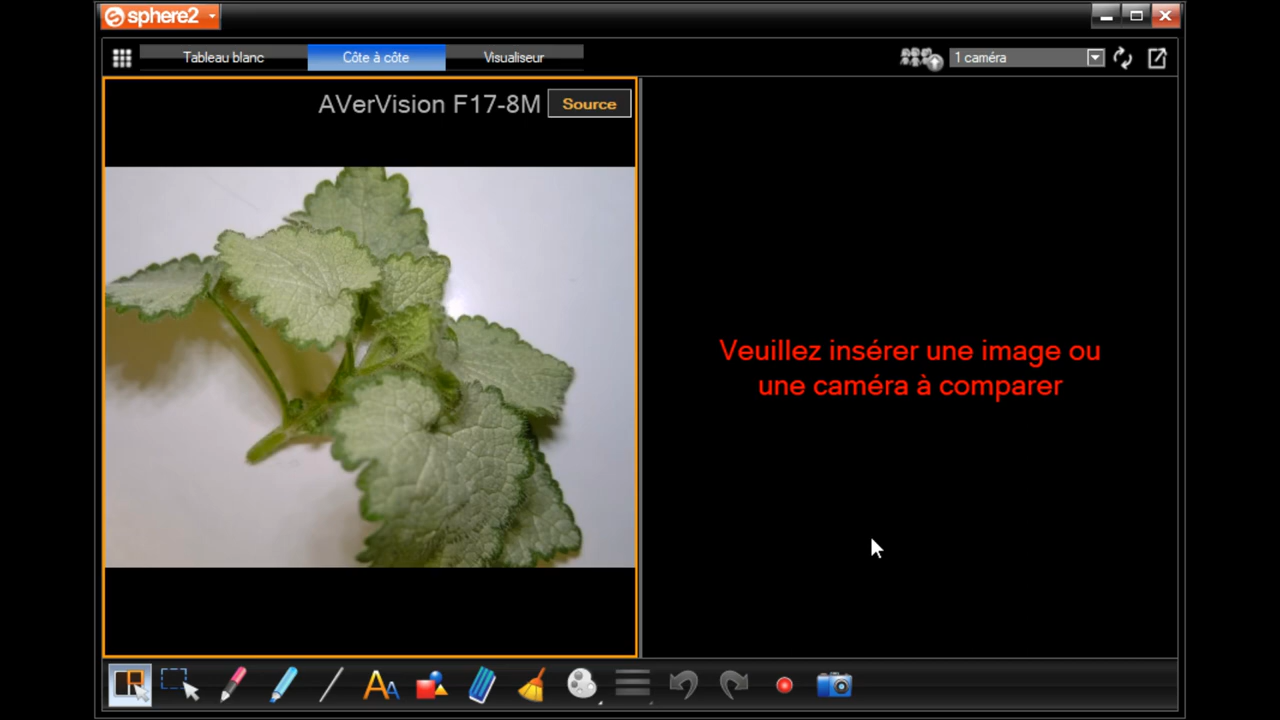 sphere2
Tableau blanc
Côte à côte
Visualiseur
1 caméra
AVerVision F17-8M
Source
Veuillez insérer une image ou
une caméra à comparer